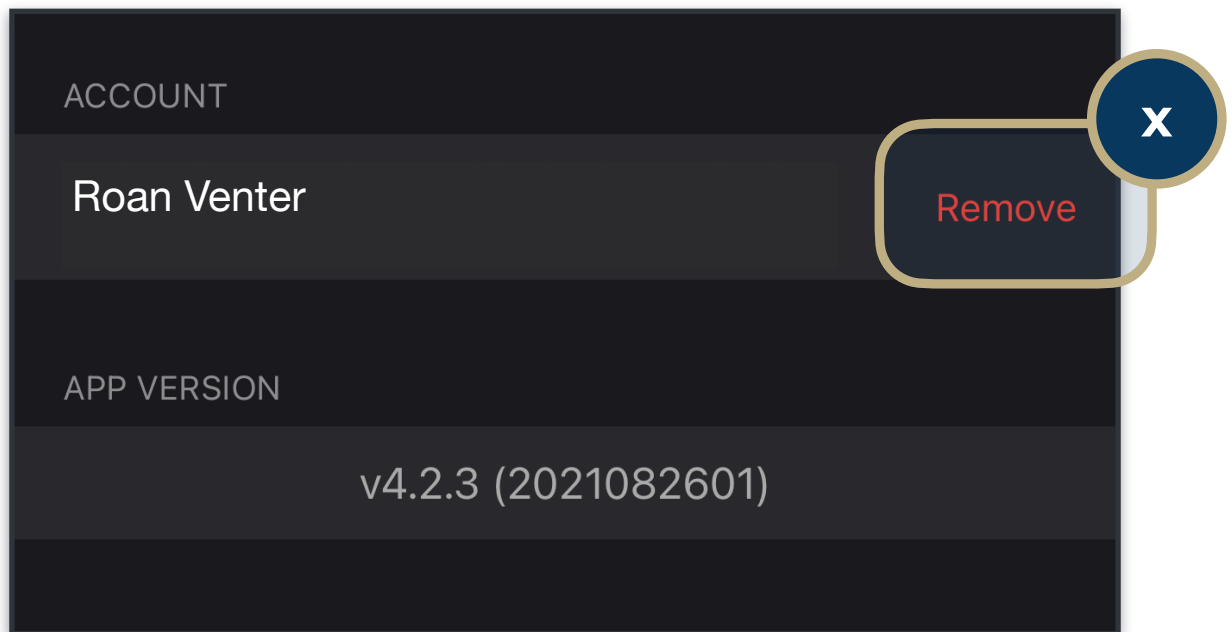 ACCOUNT
x
Roan Venter
Remove
APP VERSION
v4.2.3 (2021082601)